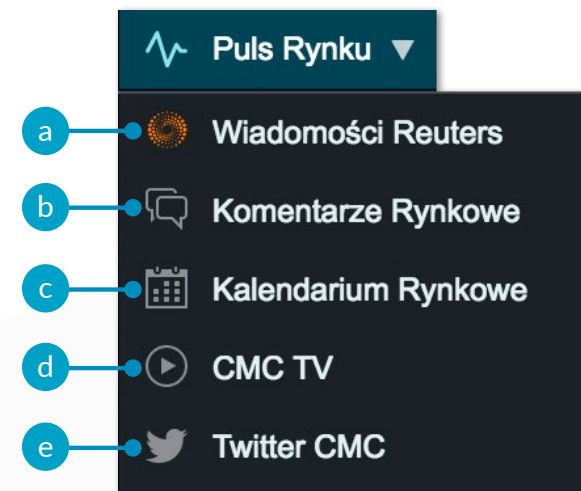 Puls Rynku
a Wiadomości Reuters
b Komentarze Rynkowe
c Kalendarium Rynkowe
d CMC TV
e Twitter CMC